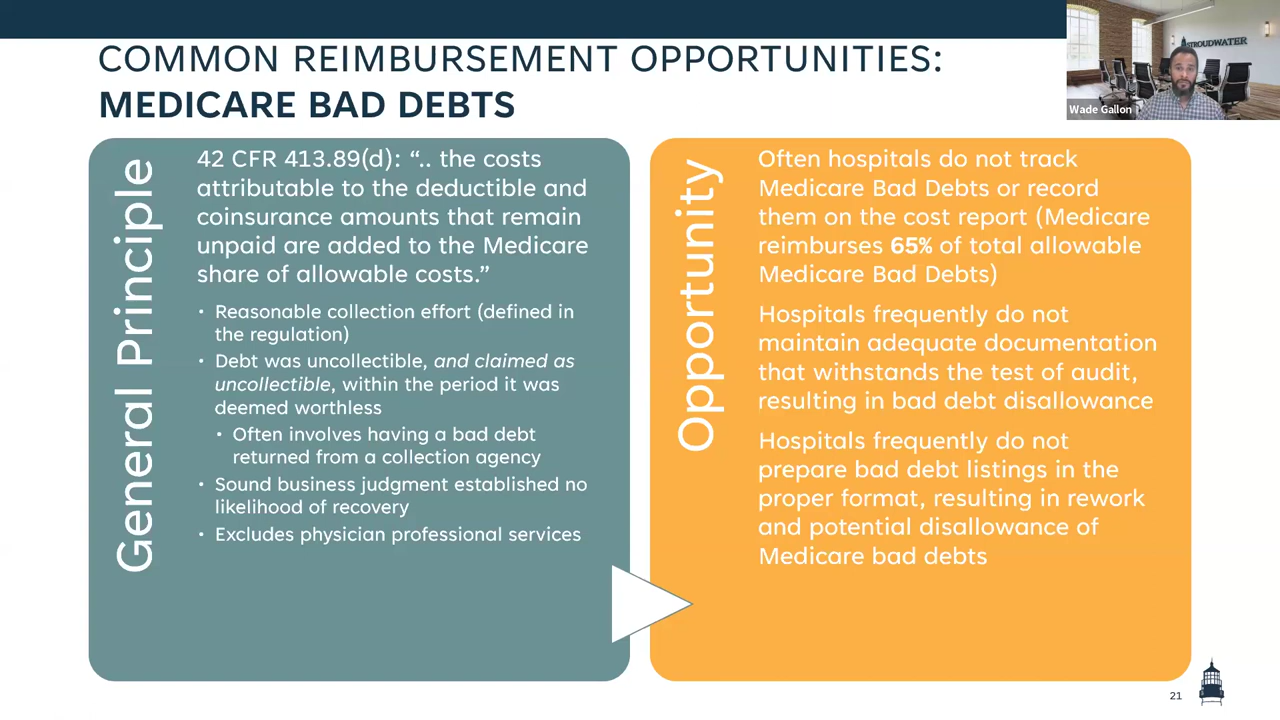 COMMON REIMBURSEMENT OPPORTUNITIES:
MEDICARE BAD DEBTS
STROUDWATER
Wade Gallon
General Principle
42 CFR 413.89(d): “.. the costs
attributable to the deductible and
coinsurance amounts that remain
unpaid are added to the Medicare
share of allowable costs.”
• Reasonable collection effort (defined in
the regulation)
• Debt was uncollectible, and claimed as
uncollectible, within the period it was
deemed worthless
• Often involves having a bad debt
returned from a collection agency
• Sound business judgment established no
likelihood of recovery
• Excludes physician professional services
Opportunity
Often hospitals do not track
Medicare Bad Debts or record
them on the cost report (Medicare
reimburses 65% of total allowable
Medicare Bad Debts)
Hospitals frequently do not
maintain adequate documentation
that withstands the test of audit,
resulting in bad debt disallowance
Hospitals frequently do not
prepare bad debt listings in the
proper format, resulting in rework
and potential disallowance of
Medicare bad debts
21